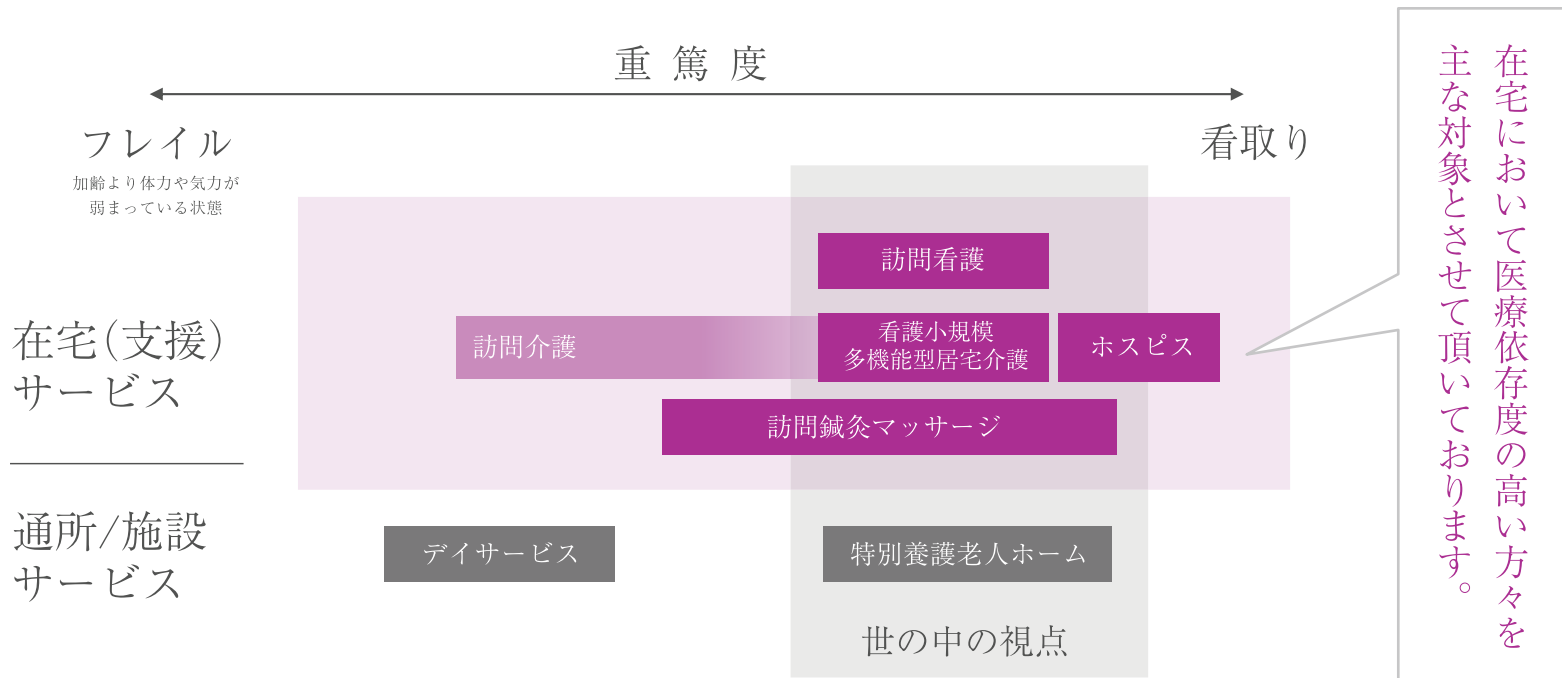 重篤度
フレイル
加齢より体力や気力が
弱まっている状態
看取り
在宅(支援)
サービス
訪問看護
訪問介護
看護小規模
多機能型居宅介護
ホスピス
訪問鍼灸マッサージ
通所/施設
サービス
デイサービス
特別養護老人ホーム
世の中の視点
在宅において医療依存度の高い方々を
主な対象とさせて頂いております。